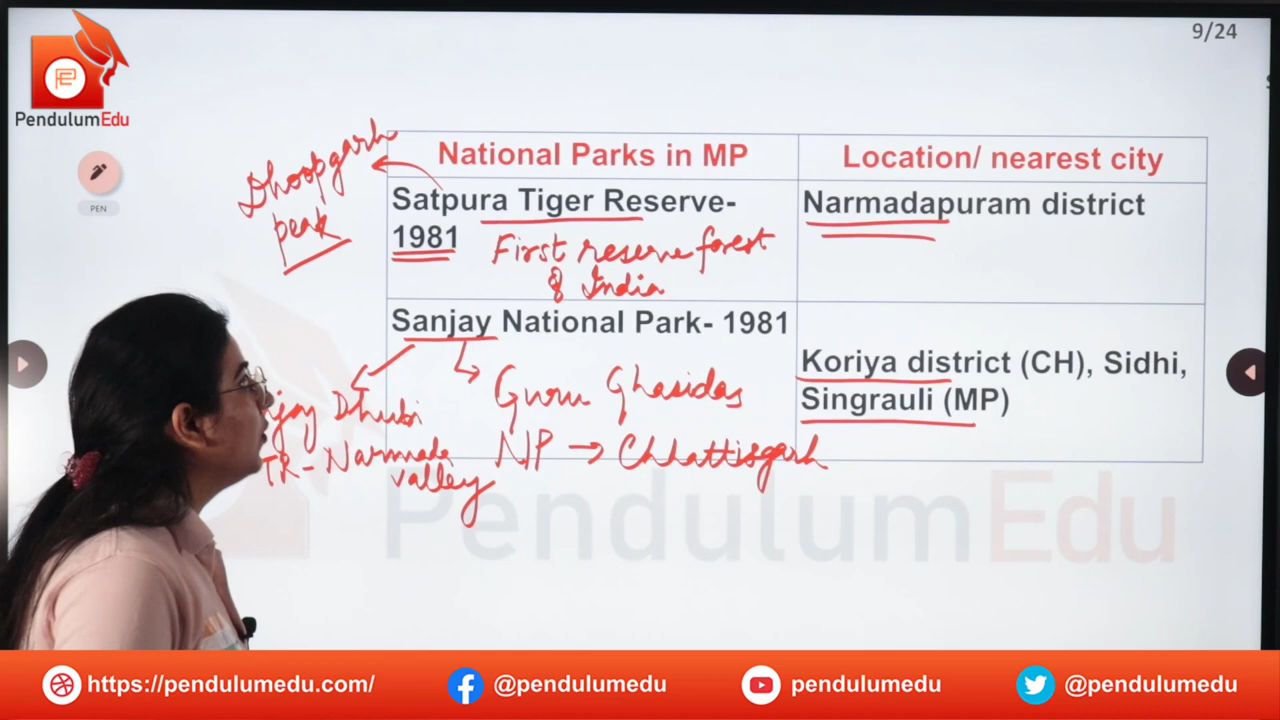 9/24
PendulumEdu
PEN
National Parks in MP
Location/ nearest city
Dhoopgarh
peak
Satpura Tiger Reserve-
1981
First reserve forest
of India
Narmadapuram district
Sanjay National Park- 1981
Koriya district (CH), Sidhi,
Singrauli (MP)
Guru Ghasidas
NP → Chhattisgarh
jay Dhubi
TR - Narmada
valley
PendulumEdu
https://pendulumedu.com/
@pendulumedu
pendulumedu
@pendulumedu